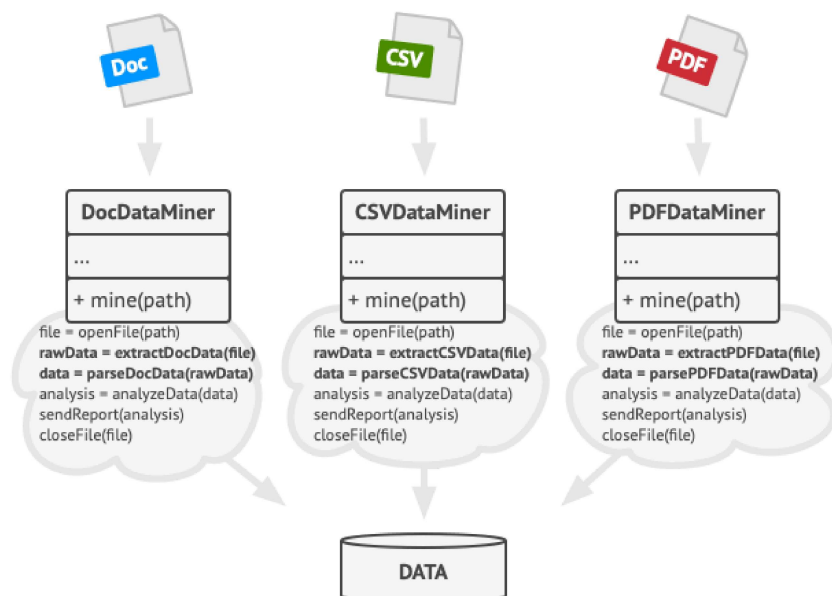 Doc
CSV
PDF
DocDataMiner
...
+ mine(path)
file = openFile(path)
rawData = extractDocData(file)
data = parseDocData(rawData)
analysis = analyzeData(data)
sendReport(analysis)
closeFile(file)
CSVDataMiner
...
+ mine(path)
file = openFile(path)
rawData = extractCSVData(file)
data = parseCSVData(rawData)
analysis = analyzeData(data)
sendReport(analysis)
closeFile(file)
PDFDataMiner
...
+ mine(path)
file = openFile(path)
rawData = extractPDFData(file)
data = parsePDFData(rawData)
analysis = analyzeData(data)
sendReport(analysis)
closeFile(file)
DATA